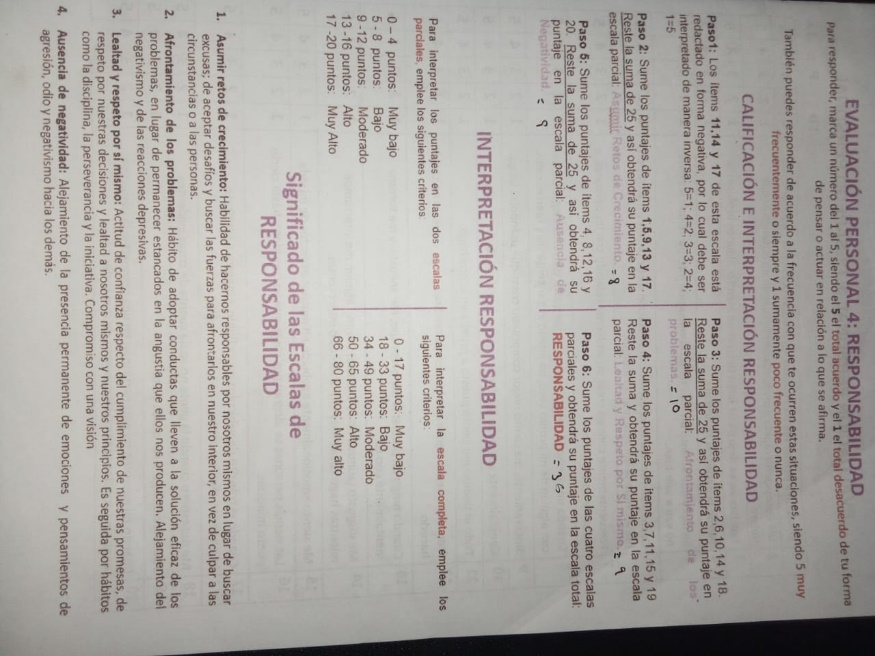 EVALUACIÓN PERSONAL 4: RESPONSABILIDAD
Para responder, marca un número del 1 al 5, siendo el 5 el total acuerdo y el 1 el total desacuerdo de tu forma
de pensar o actuar en relación a lo que se afirma.
También puedes responder de acuerdo a la frecuencia con que te ocurren estas situaciones, siendo 5 muy
frecuentemente o siempre y 1 sumamente poco frecuente o nunca.
CALIFICACIÓN E INTERPRETACIÓN RESPONSABILIDAD
Paso1: Los ítems 11,14 y 17 de esta escala está
redactado en forma negativa, por lo cual debe ser
interpretado de manera inversa: 5=1; 4=2; 3=3; 2=4;
1=5
Paso 2: Sume los puntajes de ítems 1,5,9,13 y 17.
Reste la suma de 25 y así obtendrá su puntaje en la
escala parcial: Asumir Retos de Crecimiento = 8
Paso 3: Sume los puntajes de ítems 2,6,10,14 y 18.
Reste la suma de 25 y así obtendrá su puntaje en
la escala parcial: Afrontamiento de los
problemas = 10
Paso 4: Sume los puntajes de ítems 3,7,11,15 y 19
Reste la suma y obtendrá su puntaje en la escala
parcial: Lealtad y Respeto por Sí mismo. = 9
Paso 5: Sume los puntajes de ítems 4, 8,12,16 y
20. Reste la suma de 25 y así obtendrá su
puntaje en la escala parcial: Ausencia de
Negatividad. = 9
Paso 6: Sume los puntajes de las cuatro escalas
parciales y obtendrá su puntaje en la escala total:
RESPONSABILIDAD = 36
INTERPRETACIÓN RESPONSABILIDAD
Para interpretar los puntajes en las dos escalas
parciales, emplee los siguientes criterios
0 – 4 puntos: Muy bajo
5 - 8 puntos: Bajo
9 -12 puntos: Moderado
13 -16 puntos: Alto
17 -20 puntos: Muy Alto
Para interpretar la escala completa, emplee los
siguientes criterios:
0 - 17 puntos: Muy bajo
18 - 33 puntos: Bajo
34 - 49 puntos: Moderado
50 - 65 puntos: Alto
66 - 80 puntos: Muy alto
Significado de las Escalas de
RESPONSABILIDAD
1. Asumir retos de crecimiento: Habilidad de hacernos responsables por nosotros mismos en lugar de buscar
excusas; de aceptar desafíos y buscar las fuerzas para afrontarlos en nuestro interior, en vez de culpar a las
circunstancias o a las personas.
2. Afrontamiento de los problemas: Hábito de adoptar conductas que lleven a la solución eficaz de los
problemas, en lugar de permanecer estancados en la angustia que ellos nos producen. Alejamiento del
negativismo y de las reacciones depresivas.
3. Lealtad y respeto por sí mismo: Actitud de confianza respecto del cumplimiento de nuestras promesas, de
respeto por nuestras decisiones y lealtad a nosotros mismos y nuestros principios. Es seguida por hábitos
como la disciplina, la perseverancia y la iniciativa. Compromiso con una visión
4. Ausencia de negatividad: Alejamiento de la presencia permanente de emociones y pensamientos de
agresión, odio y negativismo hacia los demás.